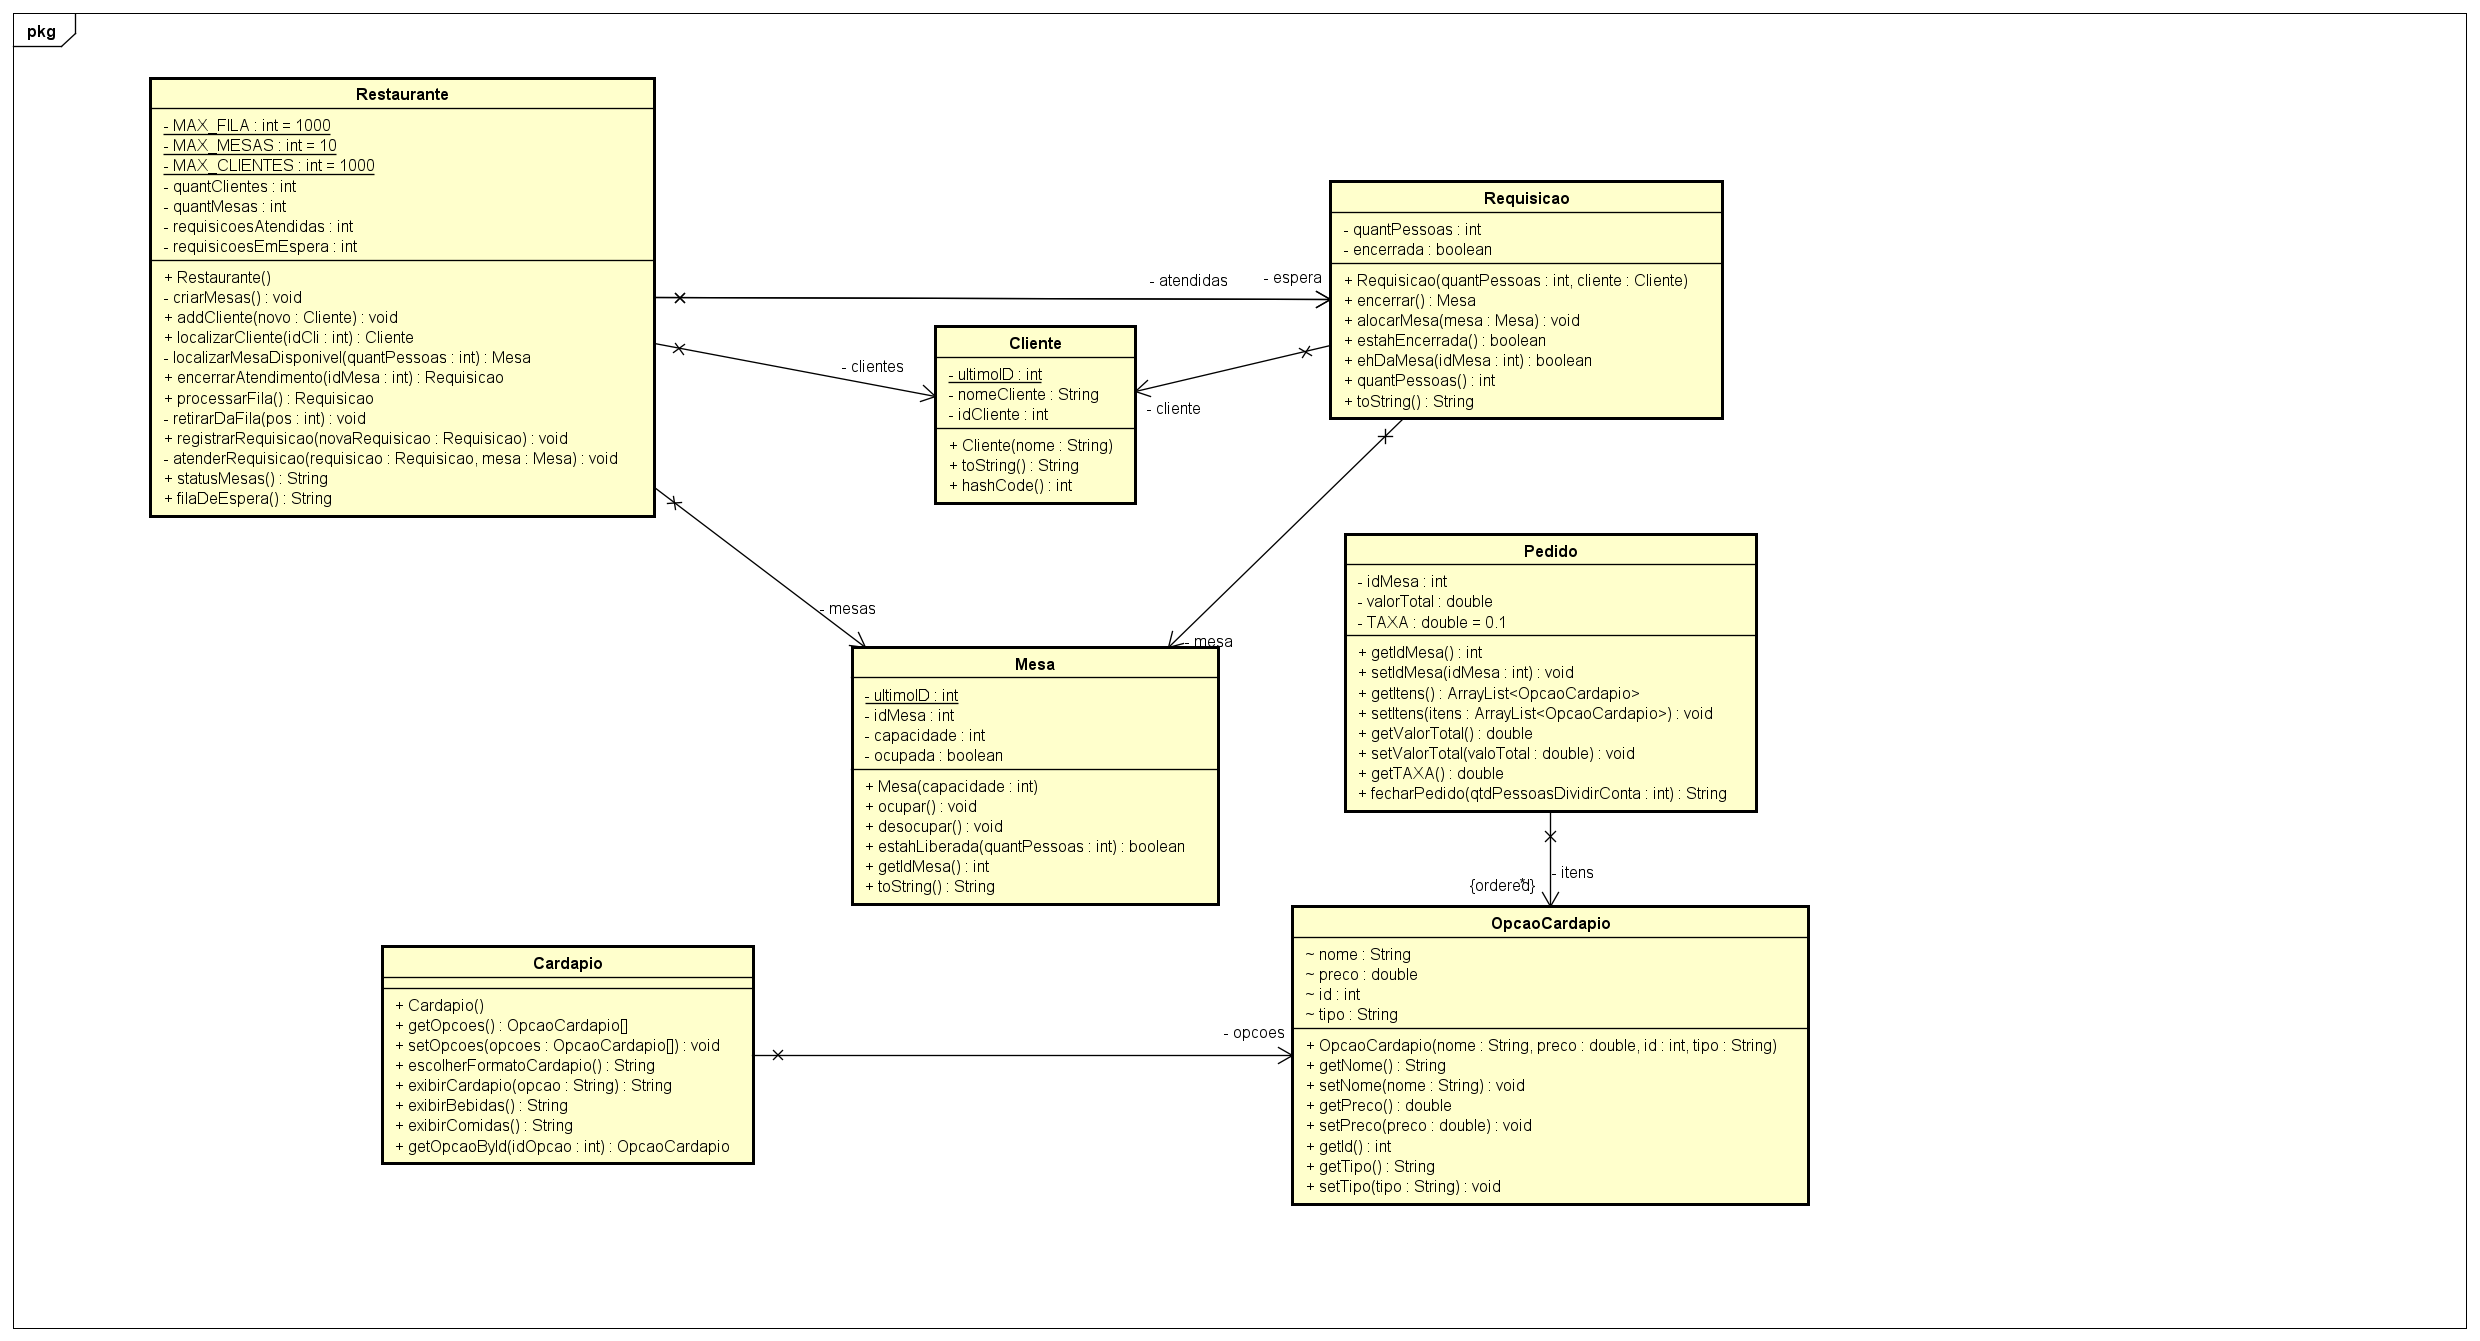 pkg
Restaurante
- MAX_FILA : int = 1000
- MAX_MESAS : int = 10
- MAX_CLIENTES : int = 1000
- quantClientes : int
- quantMesas : int
- requisicoesAtendidas : int
- requisicoesEmEspera : int
+ Restaurante()
- criarMesas() : void
+ addCliente(novo : Cliente) : void
+ localizarCliente(idCli : int) : Cliente
- localizarMesaDisponivel(quantPessoas : int) : Mesa
+ encerrarAtendimento(idMesa : int) : Requisicao
+ processarFila() : Requisicao
- retirarDaFila(pos : int) : void
+ registrarRequisicao(novaRequisicao : Requisicao) : void
- atenderRequisicao(requisicao : Requisicao, mesa : Mesa) : void
+ statusMesas() : String
+ filaDeEspera() : String
- atendidas
- espera
- clientes
- cliente
- mesas
- mesa
Requisicao
- quantPessoas : int
- encerrada : boolean
+ Requisicao(quantPessoas : int, cliente : Cliente)
+ encerrar() : Mesa
+ alocarMesa(mesa : Mesa) : void
+ estahEncerrada() : boolean
+ ehDaMesa(idMesa : int) : boolean
+ quantPessoas() : int
+ toString() : String
Cliente
- ultimoID : int
- nomeCliente : String
- idCliente : int
+ Cliente(nome : String)
+ toString() : String
+ hashCode() : int
Pedido
- idMesa : int
- valorTotal : double
- TAXA : double = 0.1
+ getIdMesa() : int
+ setIdMesa(idMesa : int) : void
+ getItens() : ArrayList<OpcaoCardapio>
+ setItens(itens : ArrayList<OpcaoCardapio>) : void
+ getValorTotal() : double
+ setValorTotal(valoTotal : double) : void
+ getTAXA() : double
+ fecharPedido(qtdPessoasDividirConta : int) : String
- itens
{ordered}
*
Mesa
- ultimoID : int
- idMesa : int
- capacidade : int
- ocupada : boolean
+ Mesa(capacidade : int)
+ ocupar() : void
+ desocupar() : void
+ estahLiberada(quantPessoas : int) : boolean
+ getIdMesa() : int
+ toString() : String
Cardapio
+ Cardapio()
+ getOpcoes() : OpcaoCardapio[]
+ setOpcoes(opcoes : OpcaoCardapio[]) : void
+ escolherFormatoCardapio() : String
+ exibirCardapio(opcao : String) : String
+ exibirBebidas() : String
+ exibirComidas() : String
+ getOpcaoById(idOpcao : int) : OpcaoCardapio
- opcoes
OpcaoCardapio
~ nome : String
~ preco : double
~ id : int
~ tipo : String
+ OpcaoCardapio(nome : String, preco : double, id : int, tipo : String)
+ getNome() : String
+ setNome(nome : String) : void
+ getPreco() : double
+ setPreco(preco : double) : void
+ getId() : int
+ getTipo() : String
+ setTipo(tipo : String) : void